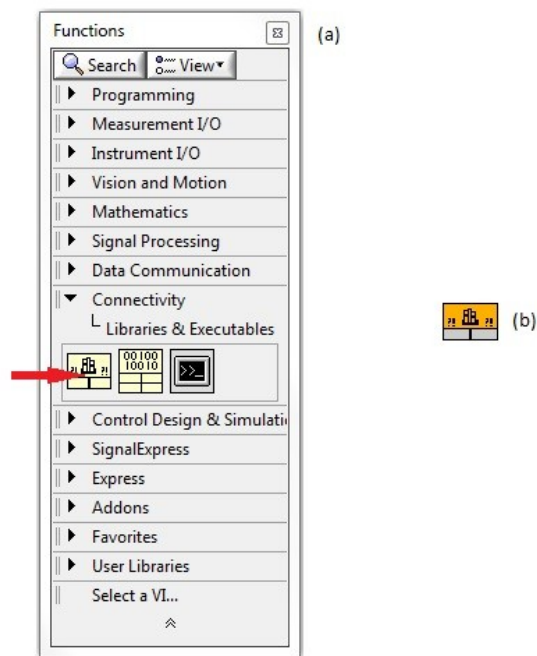 Functions
(a)
Search View
Programming
Measurement I/O
Instrument I/O
Vision and Motion
Mathematics
Signal Processing
Data Communication
Connectivity
Libraries & Executables
?! ?!
00100
10010
>>_
Control Design & Simulati
SignalExpress
Express
Addons
Favorites
User Libraries
Select a VI...
?! ?! (b)